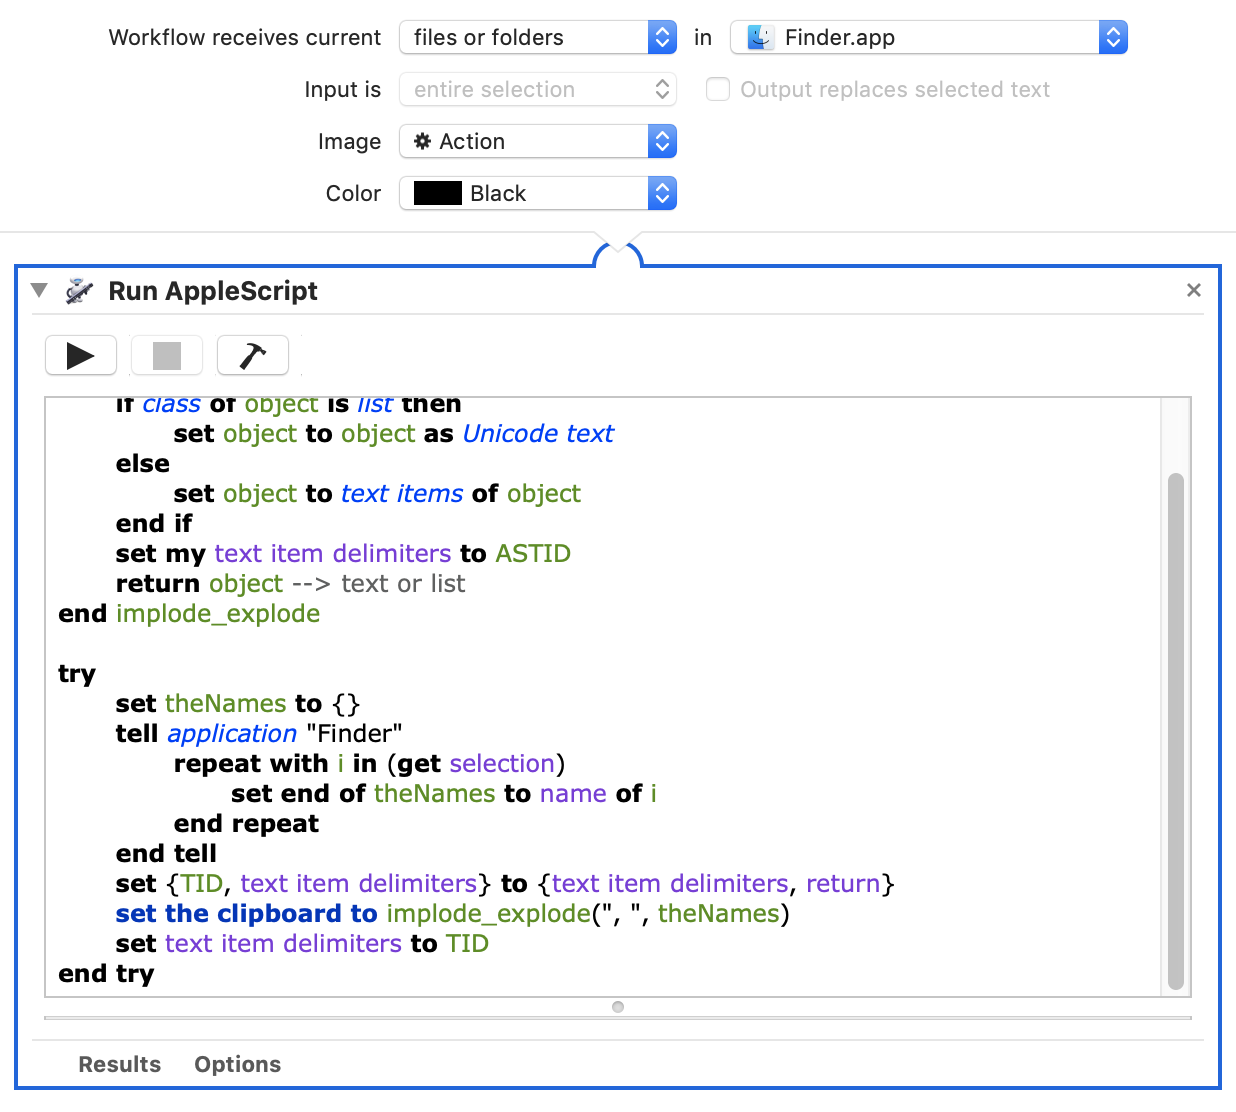 Workflow receives current files or folders in Finder.app
Input is entire selection Output replaces selected text
Image Action
Color Black
Run AppleScript
if class of object is list then
set object to object as Unicode text
else
set object to text items of object
end if
set my text item delimiters to ASTID
return object --> text or list
end implode_explode
try
set theNames to {}
tell application "Finder"
repeat with i in (get selection)
set end of theNames to name of i
end repeat
end tell
set {TID, text item delimiters} to {text item delimiters, return}
set the clipboard to implode_explode(", ", theNames)
set text item delimiters to TID
end try
Results Options